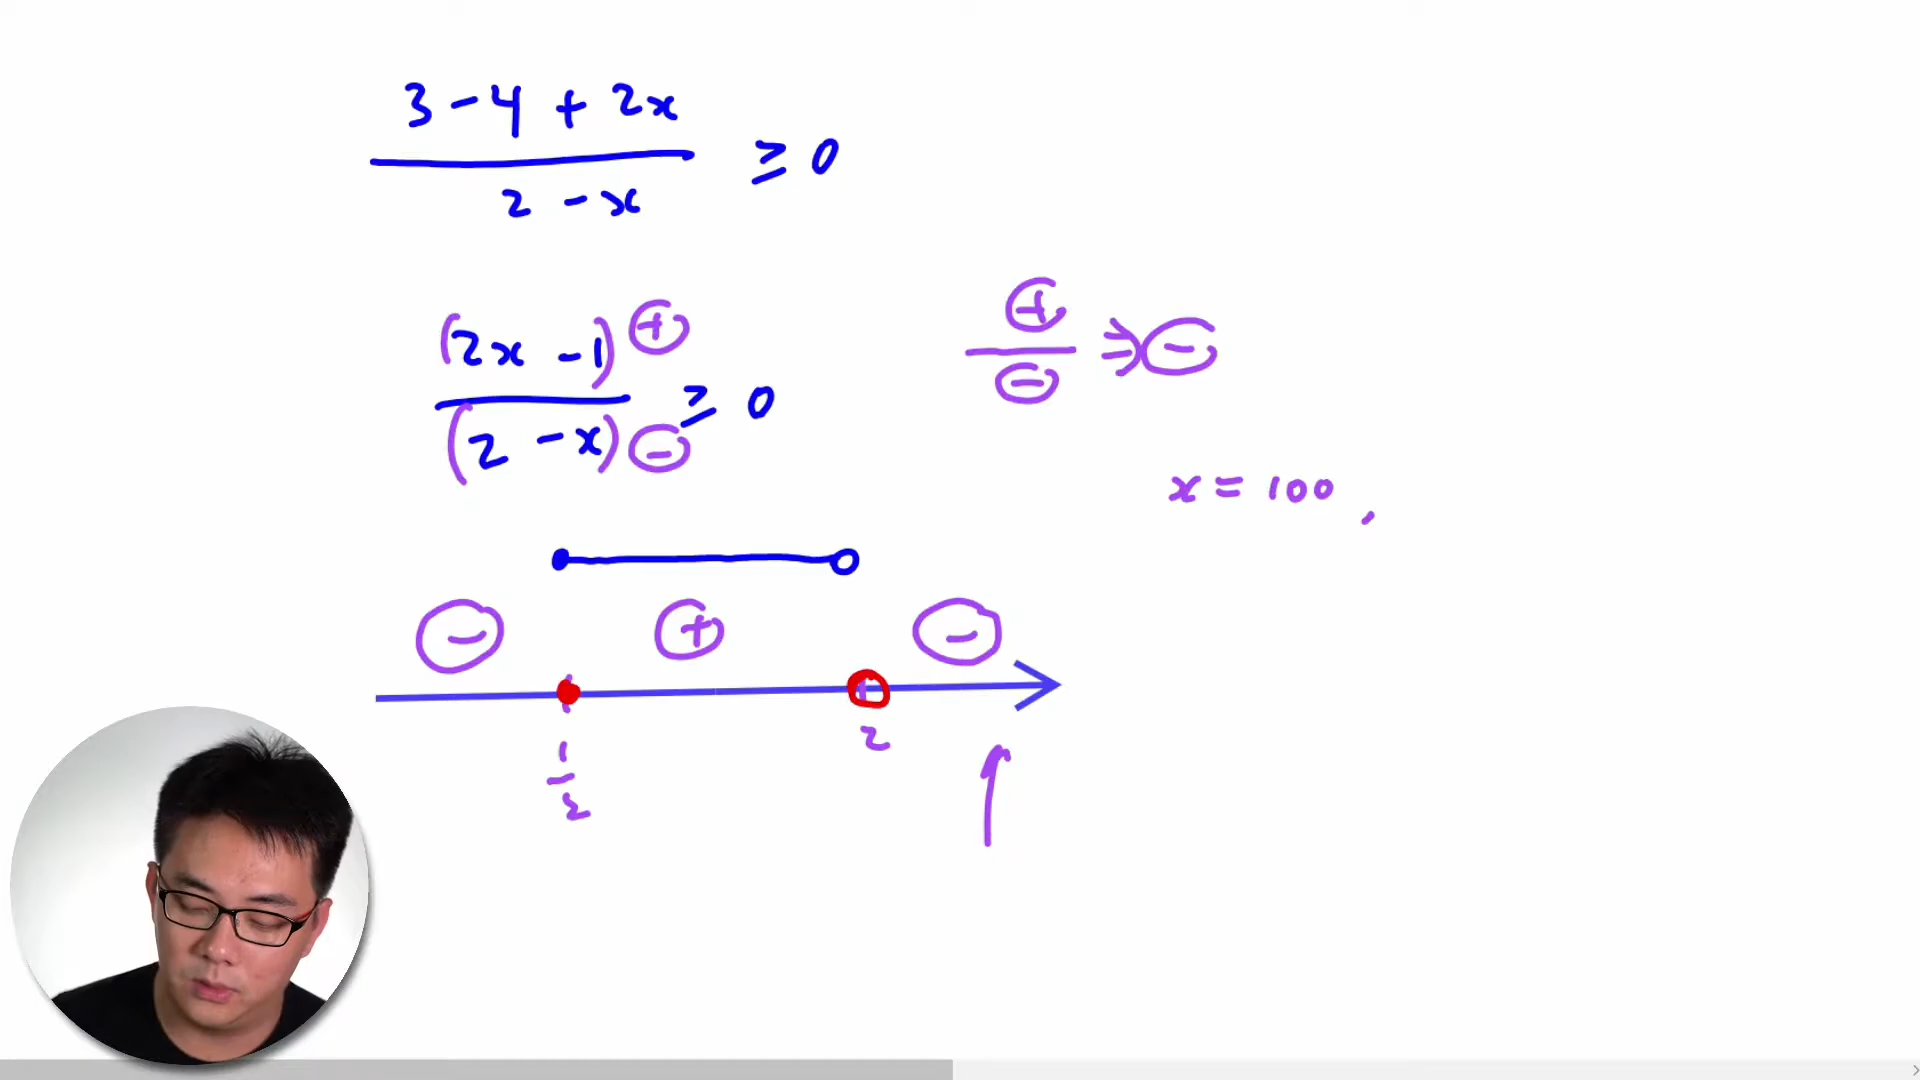 3 - 4 + 2x
2 - x
≥ 0
(2x - 1) +
(2 - x) -
≥ 0
+
-
⇒ -
x = 100 ,
- + -
1/2
2